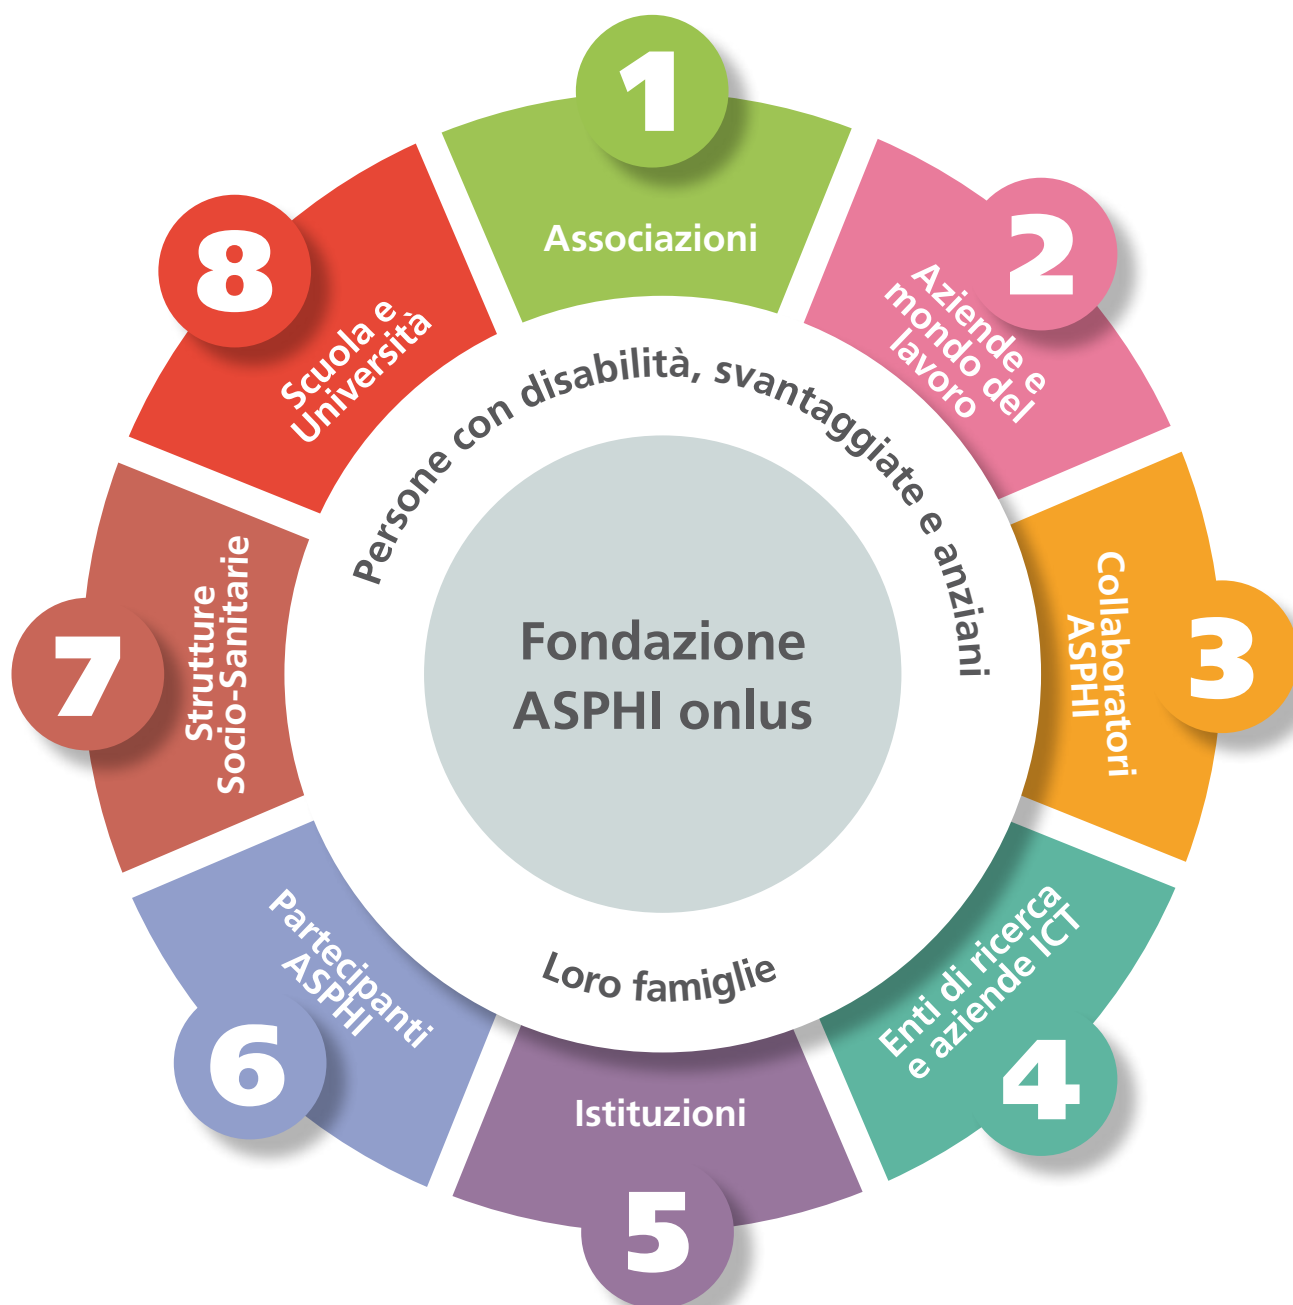 1
Associazioni
2
Aziende e
mondo del
lavoro
3
Collaboratori
ASPHI
4
Enti di ricerca
e aziende ICT
5
Istituzioni
6
Partecipanti
ASPHI
7
Strutture
Socio-Sanitarie
8
Scuola e
Università
Persone con disabilità, svantaggiate e anziani
Loro famiglie
Fondazione
ASPHI onlus